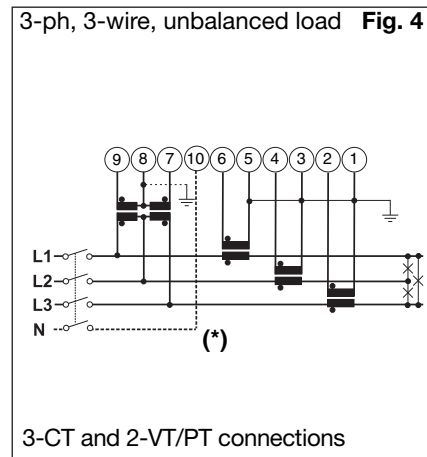 3-ph, 3-wire, unbalanced load Fig. 4
9 8 7 10 6 5 4 3 2 1
L1
L2
L3
N
(*)
3-CT and 2-VT/PT connections